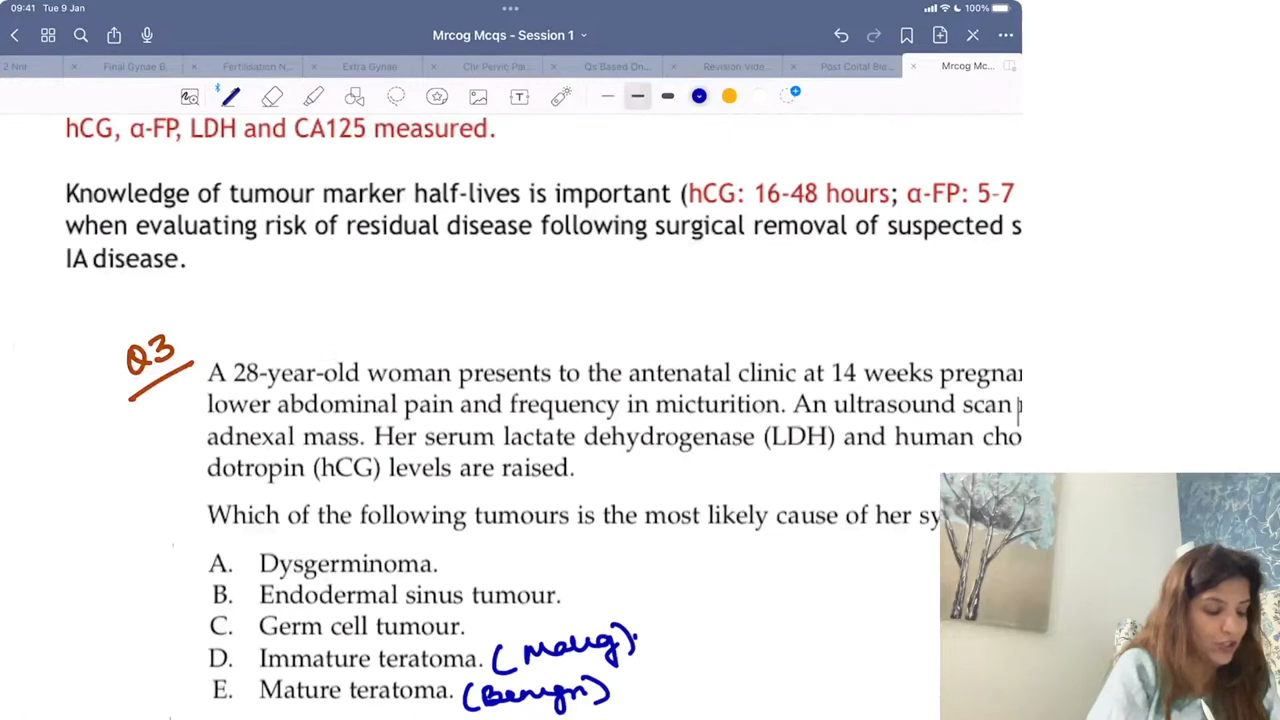 09:41 Tue 9 Jan
100%
Mrcog Mcqs - Session 1
Final Gynae B...
Fertilisation N...
Extra Gynae
Chr Pelvic Pai...
Qs Based On...
Revision Vide...
Post Coital Ble...
Mrcog Mc...
hCG, α-FP, LDH and CA125 measured.
Knowledge of tumour marker half-lives is important (hCG: 16-48 hours; α-FP: 5-7
when evaluating risk of residual disease following surgical removal of suspected s
IA disease.
Q3
A 28-year-old woman presents to the antenatal clinic at 14 weeks pregna
lower abdominal pain and frequency in micturition. An ultrasound scan
adnexal mass. Her serum lactate dehydrogenase (LDH) and human cho
dotropin (hCG) levels are raised.
Which of the following tumours is the most likely cause of her sy
A. Dysgerminoma.
B. Endodermal sinus tumour.
C. Germ cell tumour.
D. Immature teratoma. (Malig)
E. Mature teratoma. (Benign)